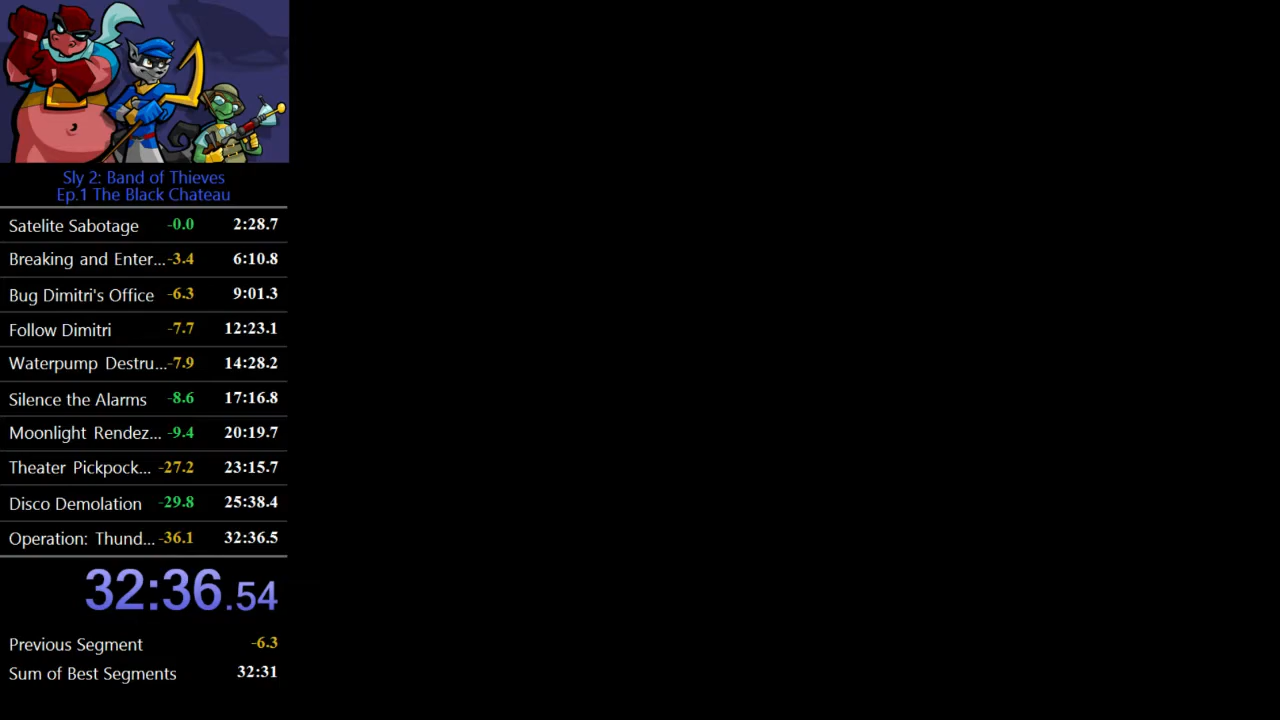 Sly 2: Band of Thieves
Ep.1 The Black Chateau
Satelite Sabotage -0.0 2:28.7
Breaking and Enter... -3.4 6:10.8
Bug Dimitri's Office -6.3 9:01.3
Follow Dimitri -7.7 12:23.1
Waterpump Destru... -7.9 14:28.2
Silence the Alarms -8.6 17:16.8
Moonlight Rendez... -9.4 20:19.7
Theater Pickpock... -27.2 23:15.7
Disco Demolation -29.8 25:38.4
Operation: Thund... -36.1 32:36.5
32:36.54
Previous Segment -6.3
Sum of Best Segments 32:31